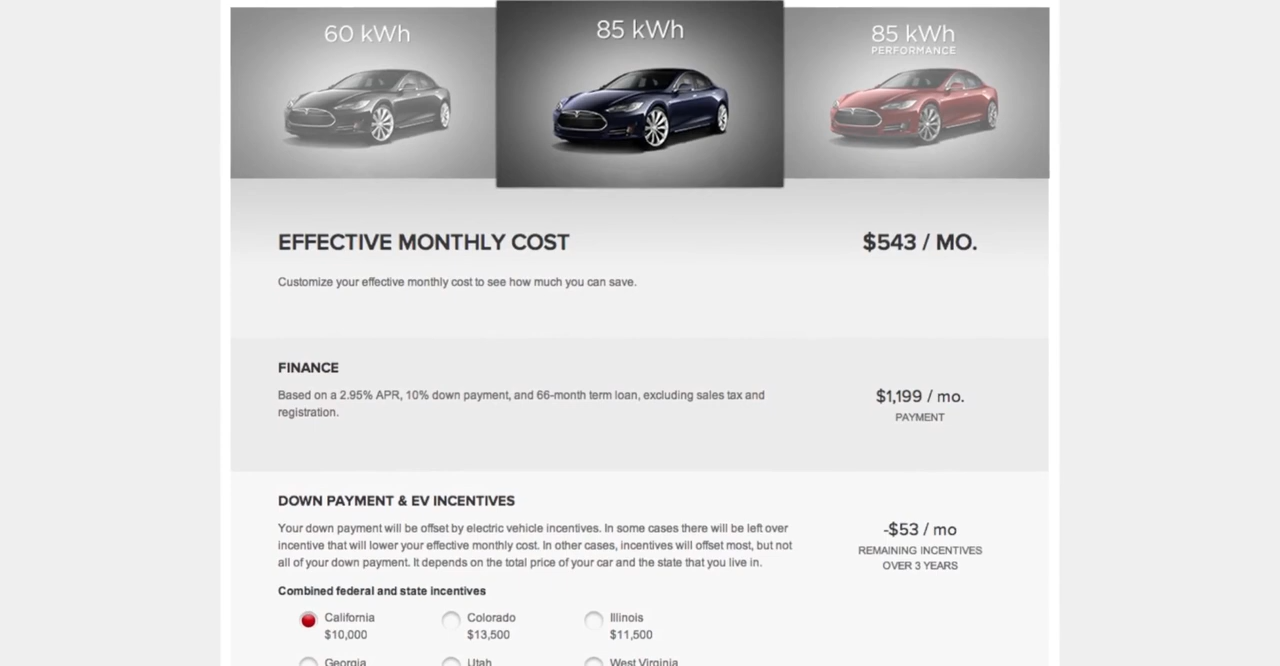 60 kWh
85 kWh
85 kWh
PERFORMANCE
EFFECTIVE MONTHLY COST
$543 / MO.
Customize your effective monthly cost to see how much you can save.
FINANCE
Based on a 2.95% APR, 10% down payment, and 66-month term loan, excluding sales tax and
registration.
$1,199 / mo.
PAYMENT
DOWN PAYMENT & EV INCENTIVES
Your down payment will be offset by electric vehicle incentives. In some cases there will be left over
incentive that will lower your effective monthly cost. In other cases, incentives will offset most, but not
all of your down payment. It depends on the total price of your car and the state that you live in.
-$53 / mo
REMAINING INCENTIVES
OVER 3 YEARS
Combined federal and state incentives
California
$10,000
Colorado
$13,500
Illinois
$11,500
Georgia
Utah
West Virginia